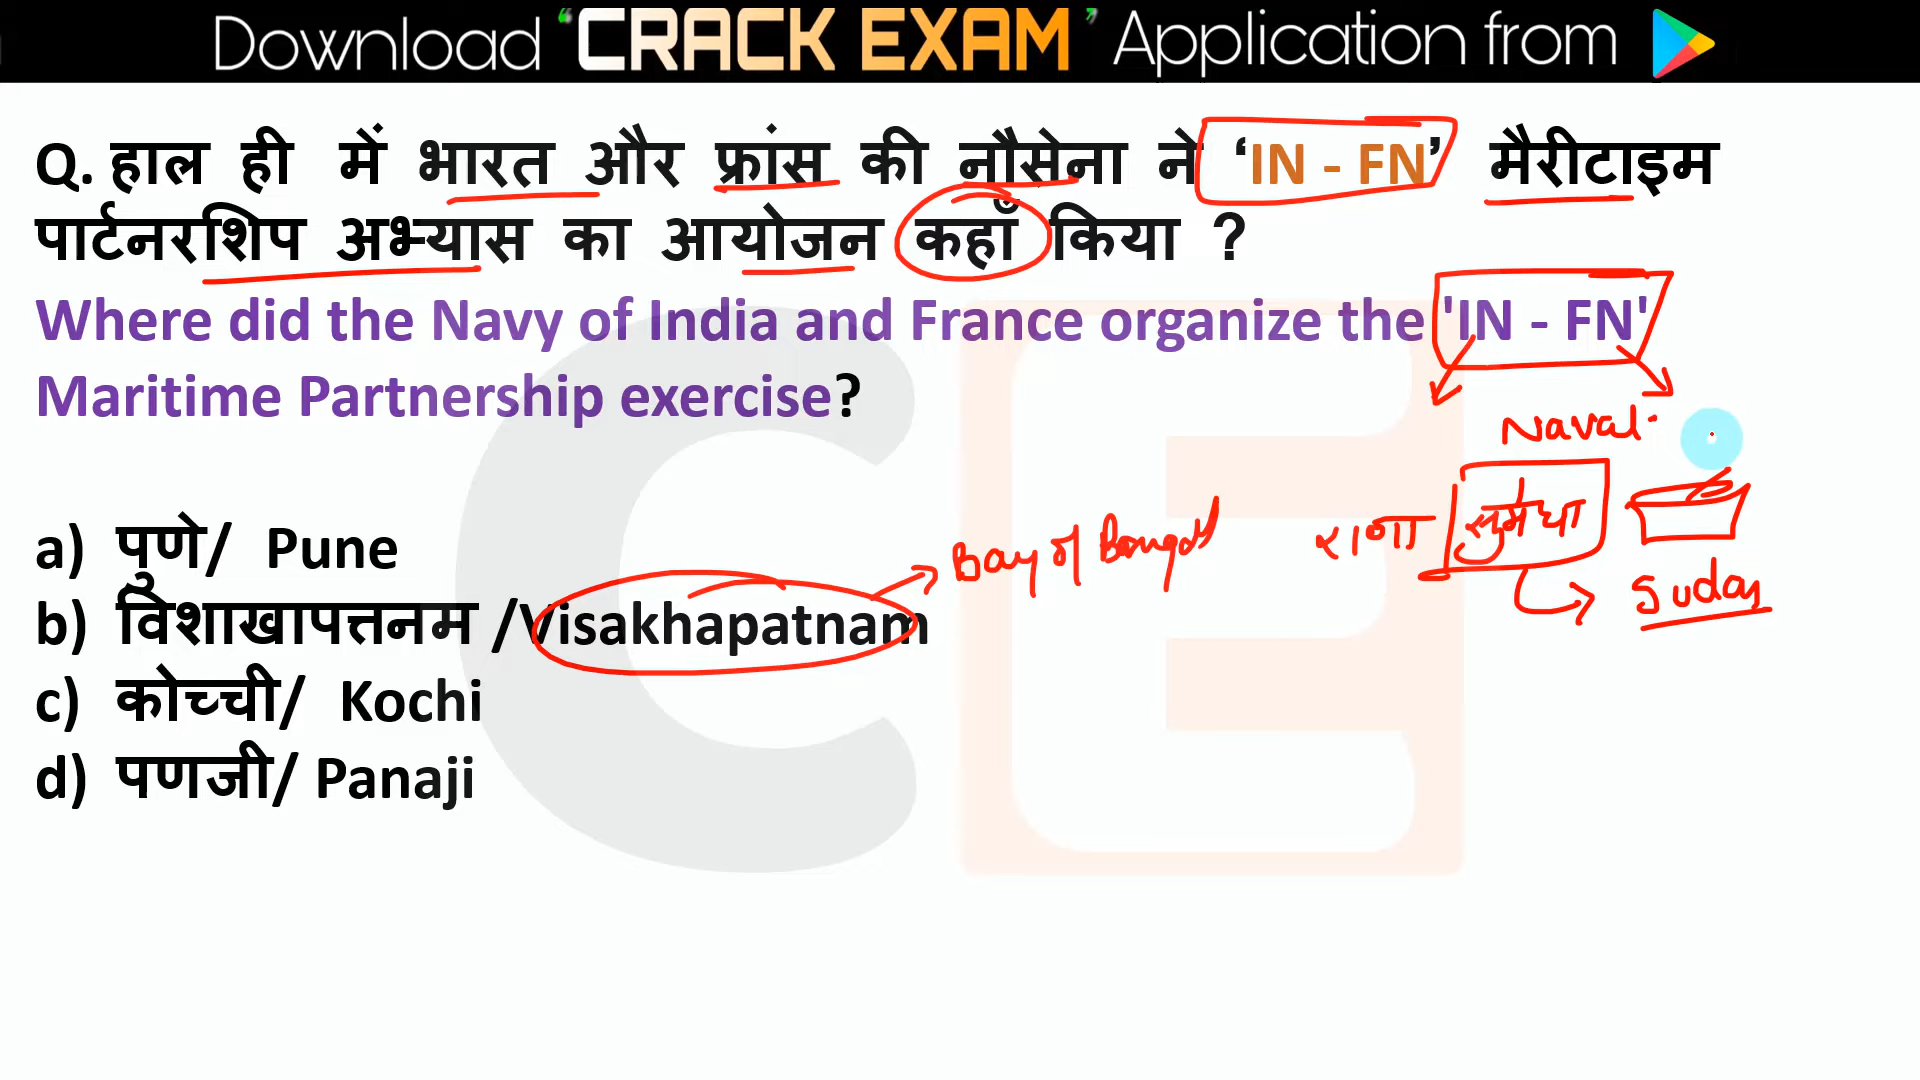 Download “CRACK EXAM” Application from
Q. हाल ही में भारत और फ्रांस की नौसेना ने ‘IN - FN’ मैरीटाइम
पार्टनरशिप अभ्यास का आयोजन कहाँ किया ?
Where did the Navy of India and France organize the 'IN - FN'
Maritime Partnership exercise?
Naval
a) पुणे/ Pune
Bay of Bengal
राणा सुमेधा
b) विशाखापत्तनम /Visakhapatnam
Sudan
c) कोच्ची/ Kochi
d) पणजी/ Panaji
CE